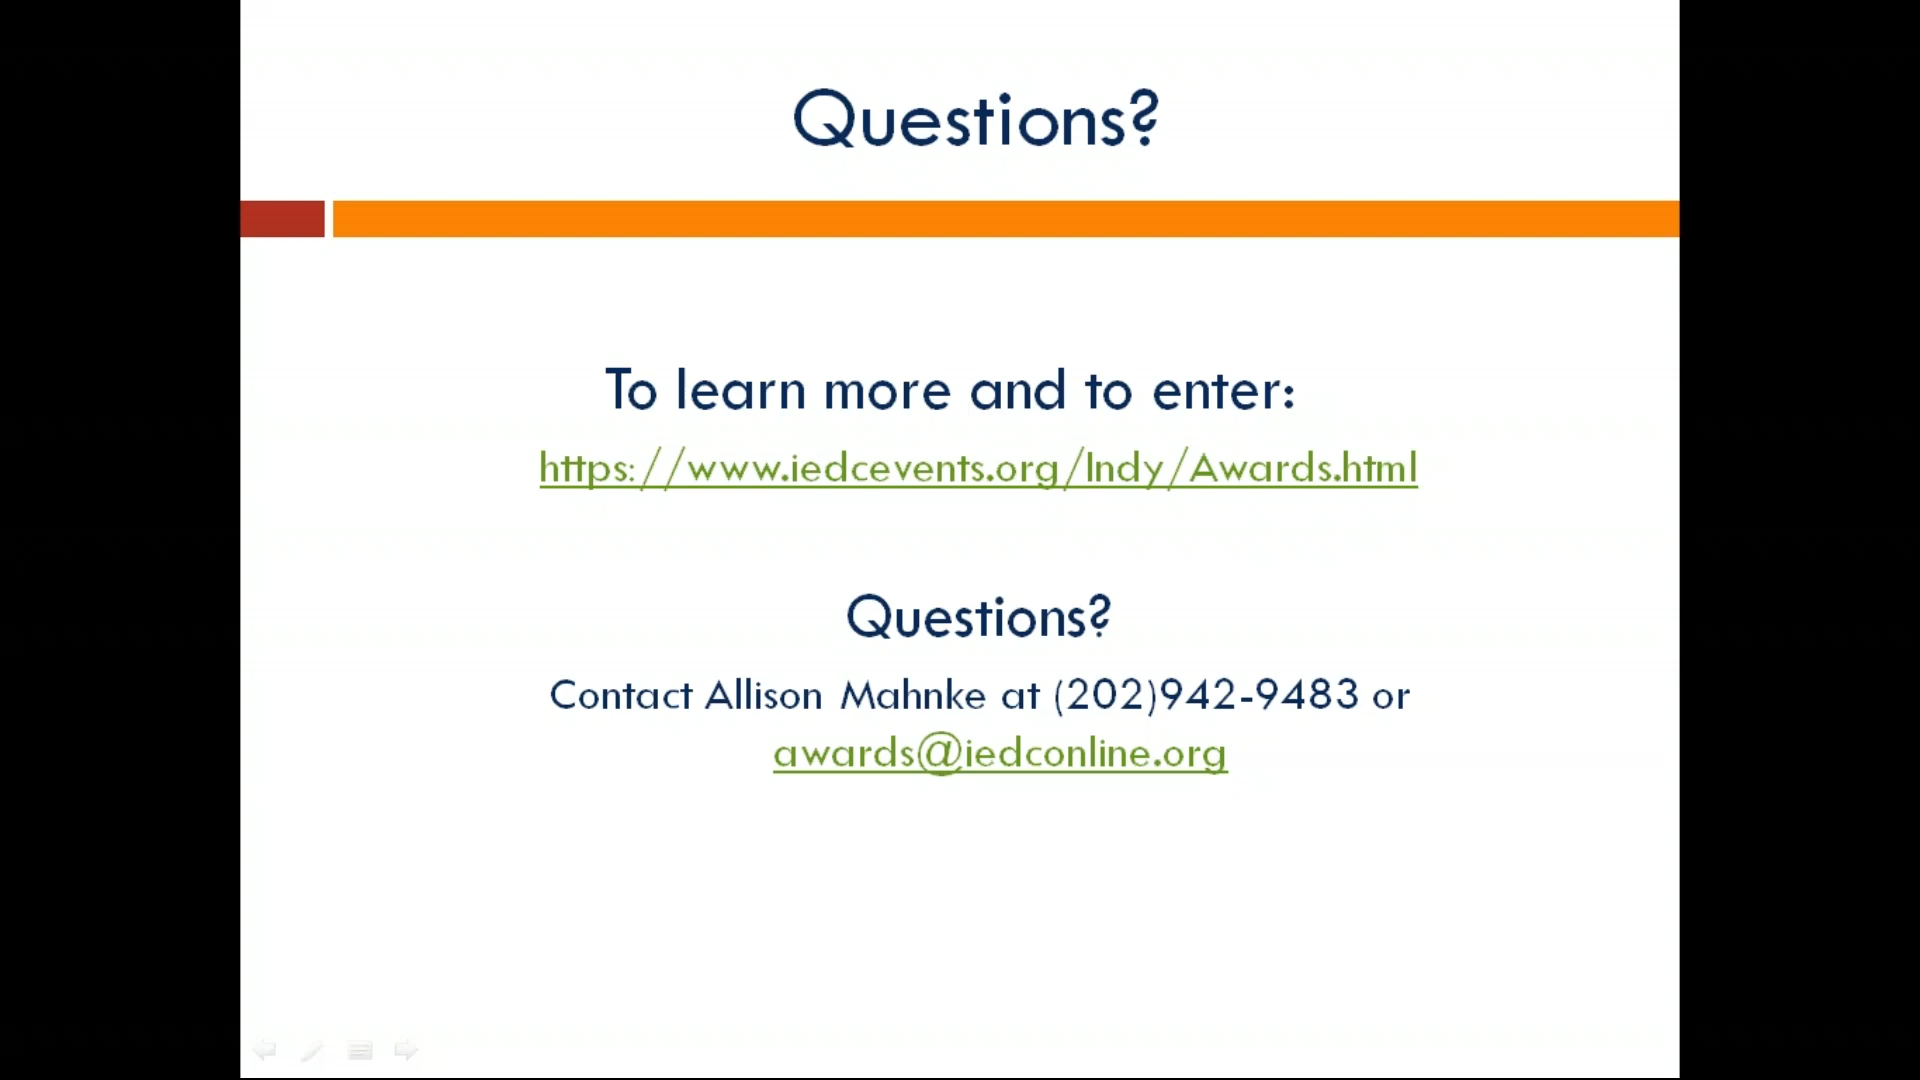 Questions?
To learn more and to enter:
https://www.iedcevents.org/Indy/Awards.html
Questions?
Contact Allison Mahnke at (202)942-9483 or
awards@iedconline.org